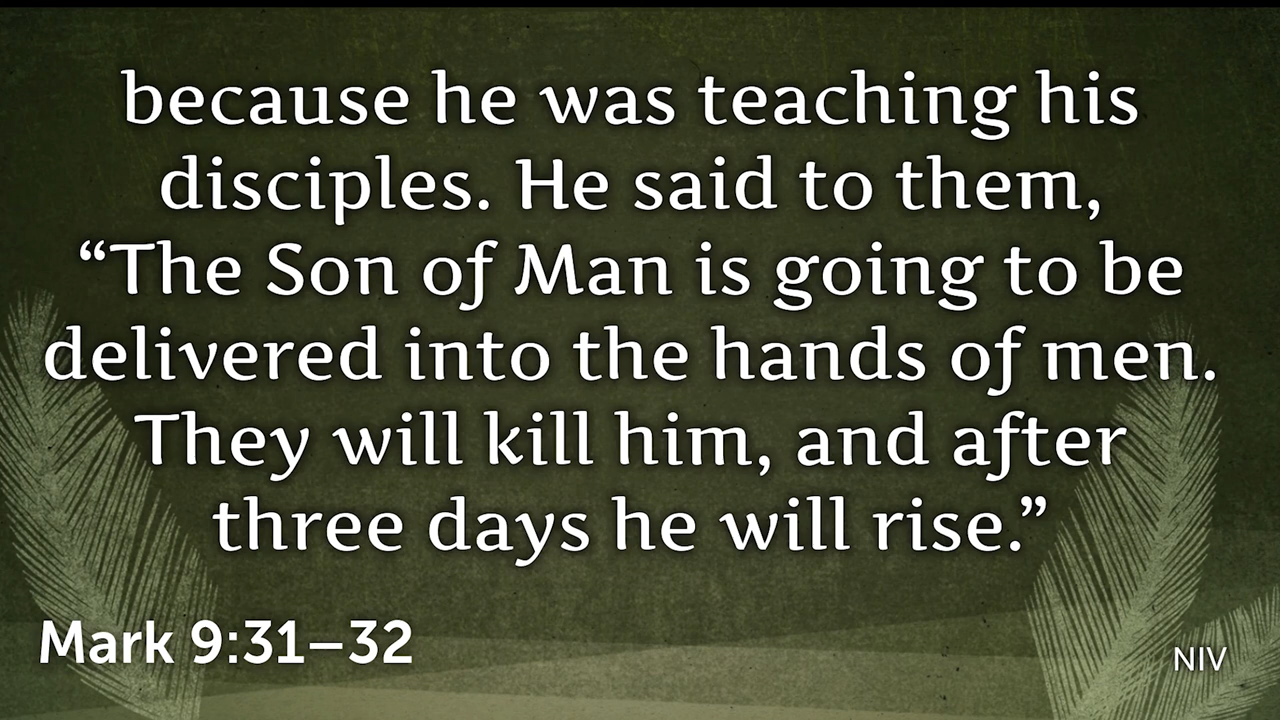 because he was teaching his
disciples. He said to them,
“The Son of Man is going to be
delivered into the hands of men.
They will kill him, and after
three days he will rise.”
Mark 9:31–32
NIV